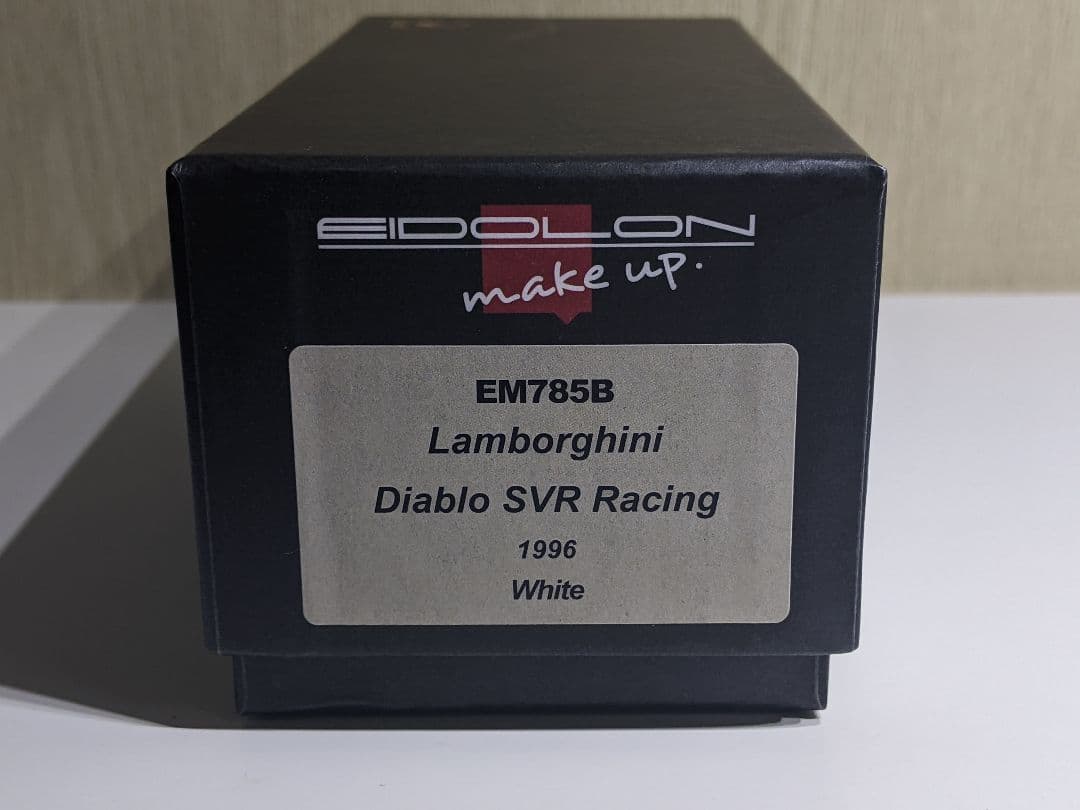 EIDOLON
make up.
EM785B
Lamborghini
Diablo SVR Racing
1996
White